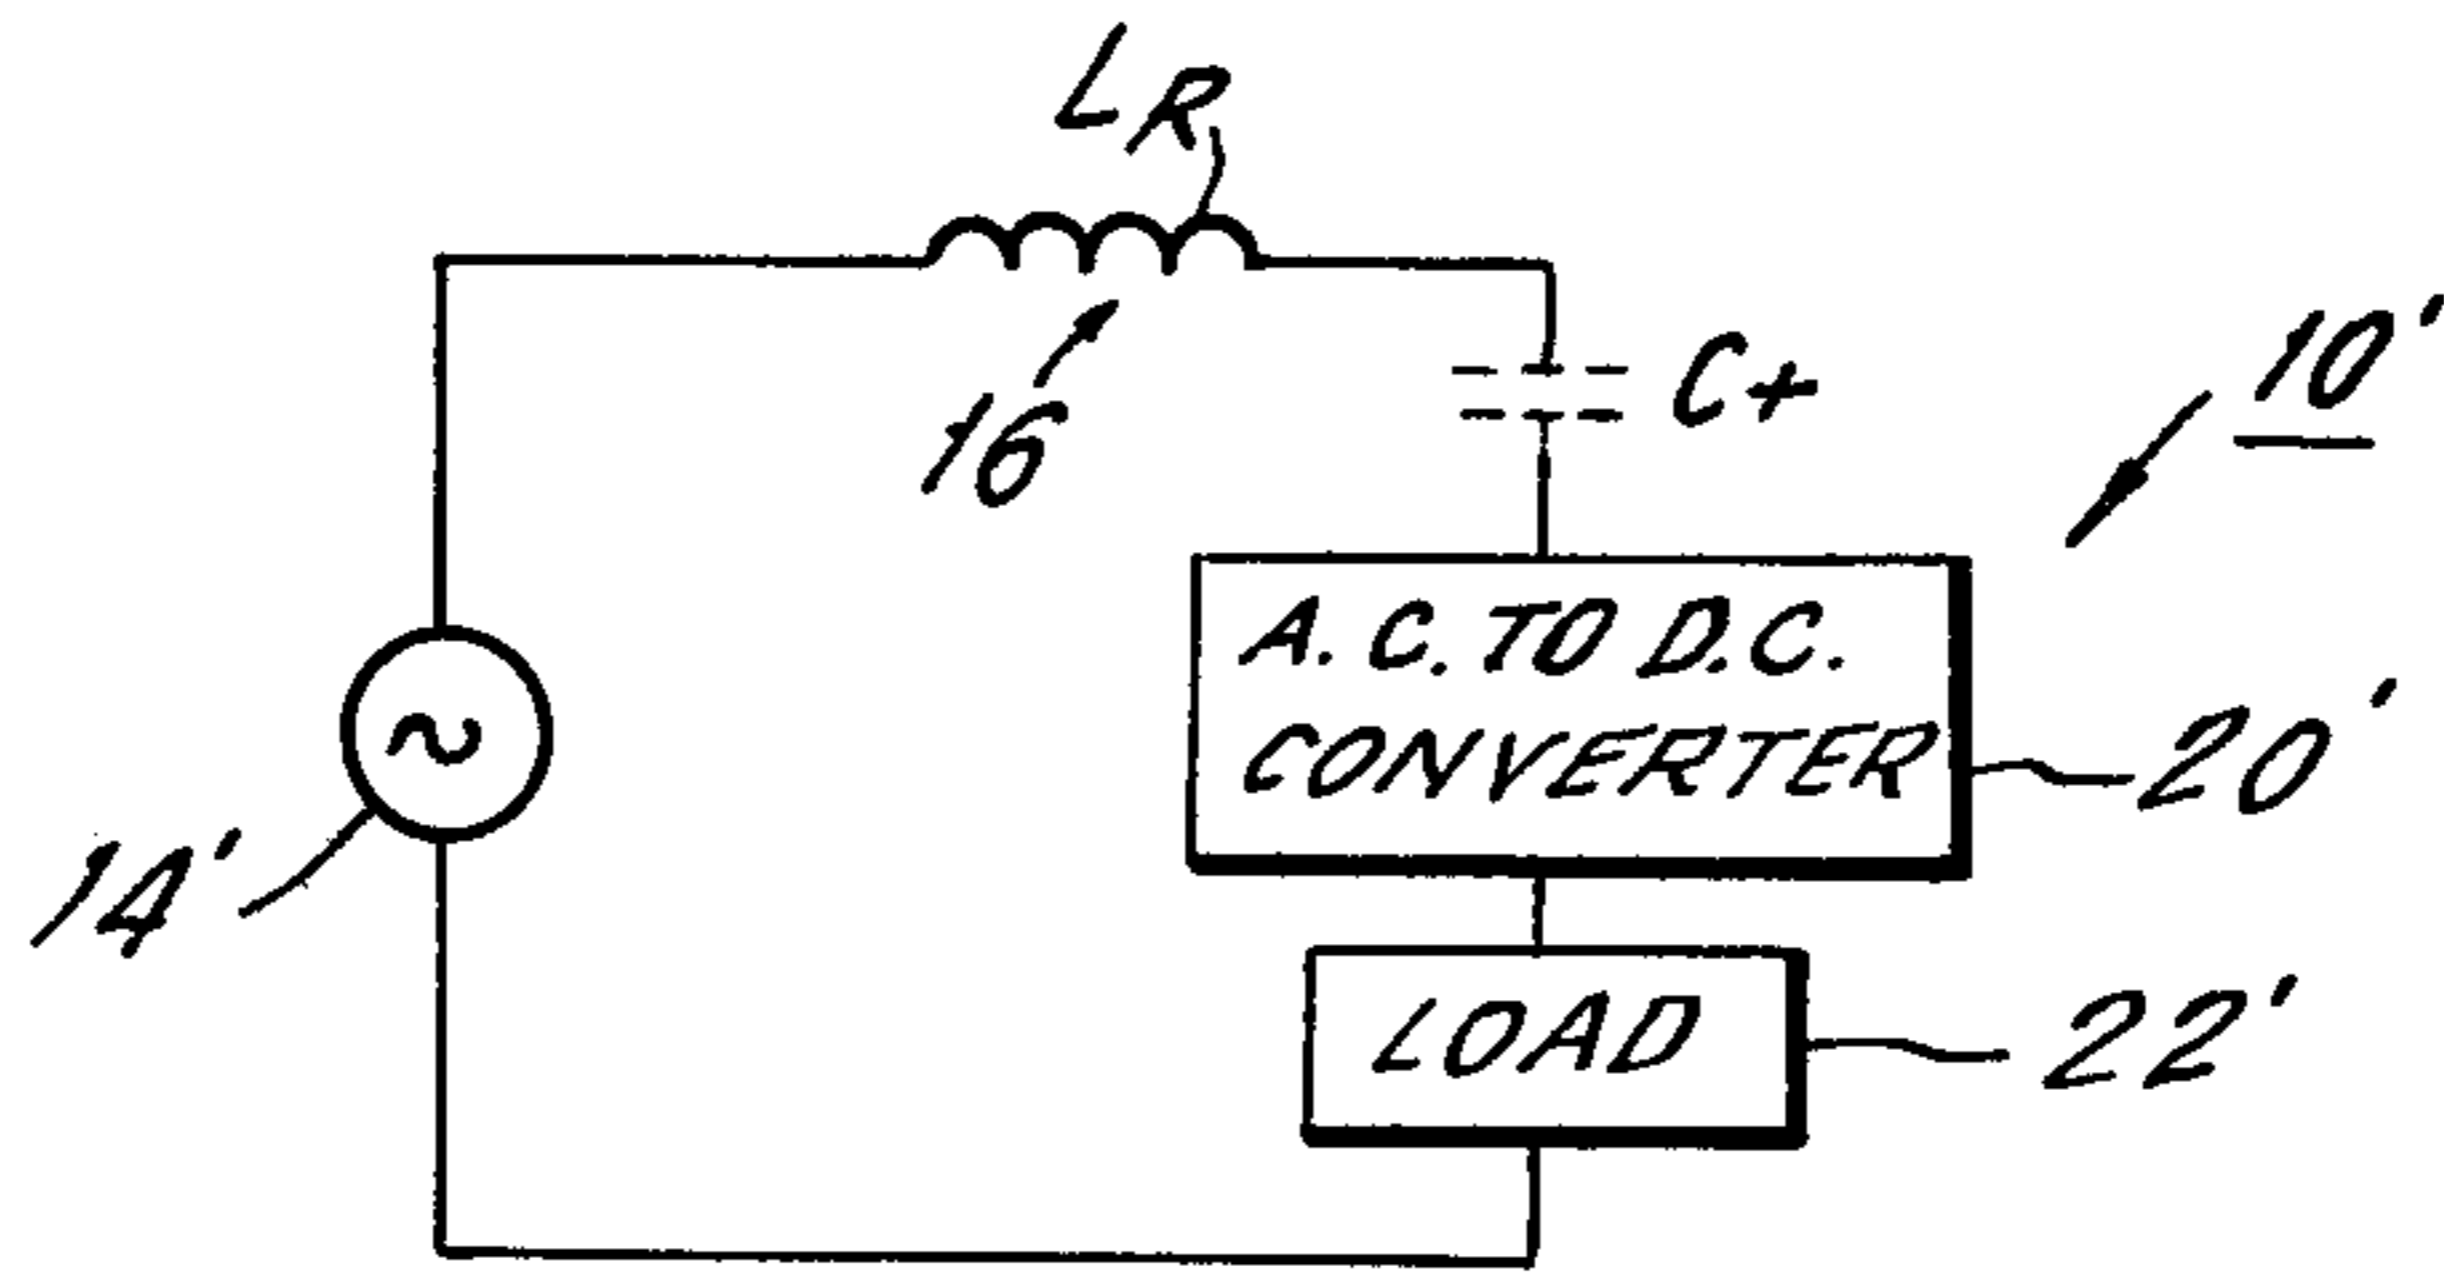 LR
16
C+
10'
A.C. TO D.C.
CONVERTER
20'
14'
LOAD
22'